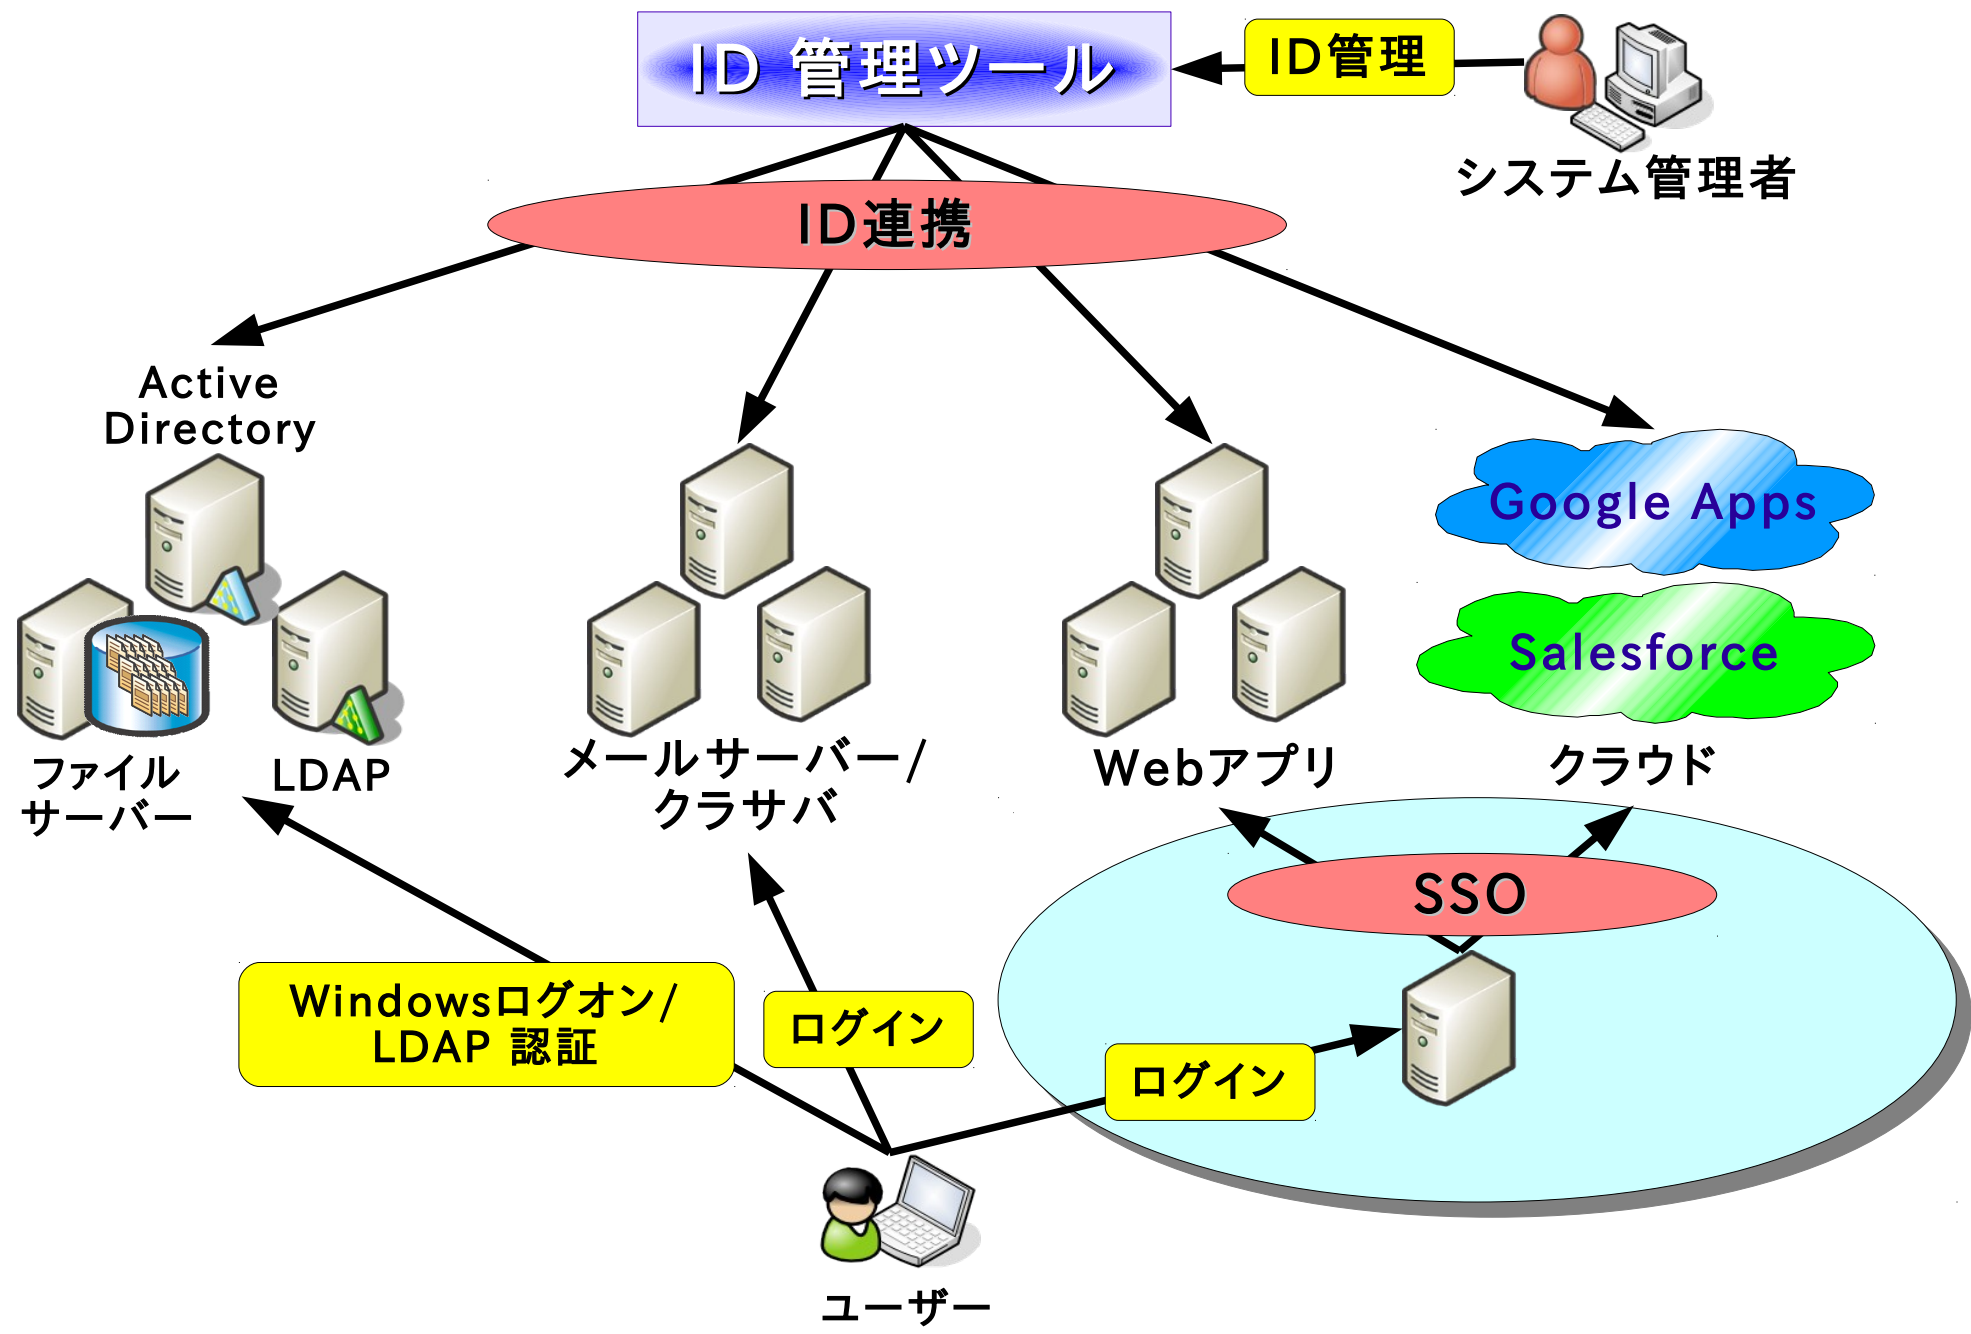 ID 管理ツール
ID管理
システム管理者
ID連携
Active
Directory
Google Apps
Salesforce
ファイル
サーバー
LDAP
メールサーバー/
クラサバ
Webアプリ
クラウド
SSO
Windowsログオン/
LDAP 認証
ログイン
ログイン
ユーザー